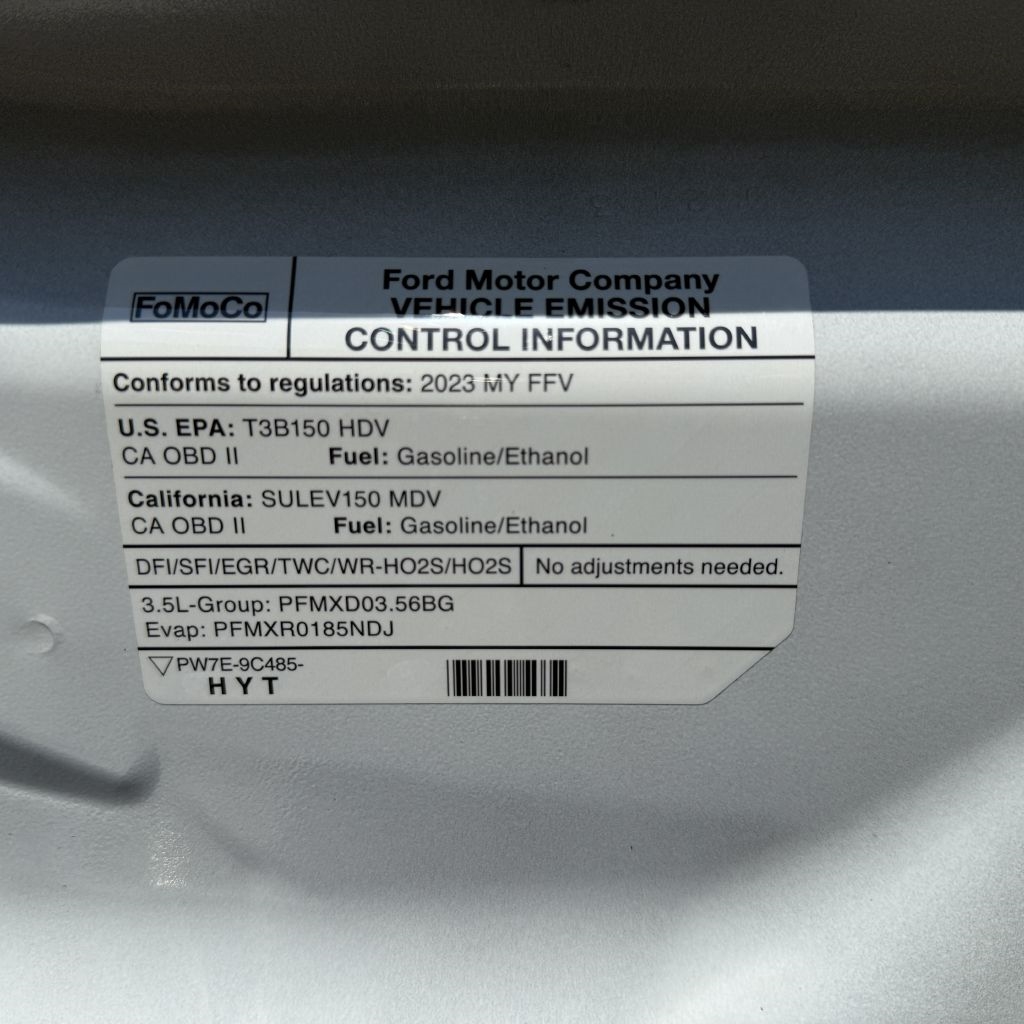 FoMoCo
Ford Motor Company
VEHICLE EMISSION
CONTROL INFORMATION
Conforms to regulations: 2023 MY FFV
U.S. EPA: T3B150 HDV
CA OBD II Fuel: Gasoline/Ethanol
California: SULEV150 MDV
CA OBD II Fuel: Gasoline/Ethanol
DFI/SFI/EGR/TWC/WR-HO2S/HO2S No adjustments needed.
3.5L-Group: PFMXD03.56BG
Evap: PFMXR0185NDJ
PW7E-9C485-
HYT